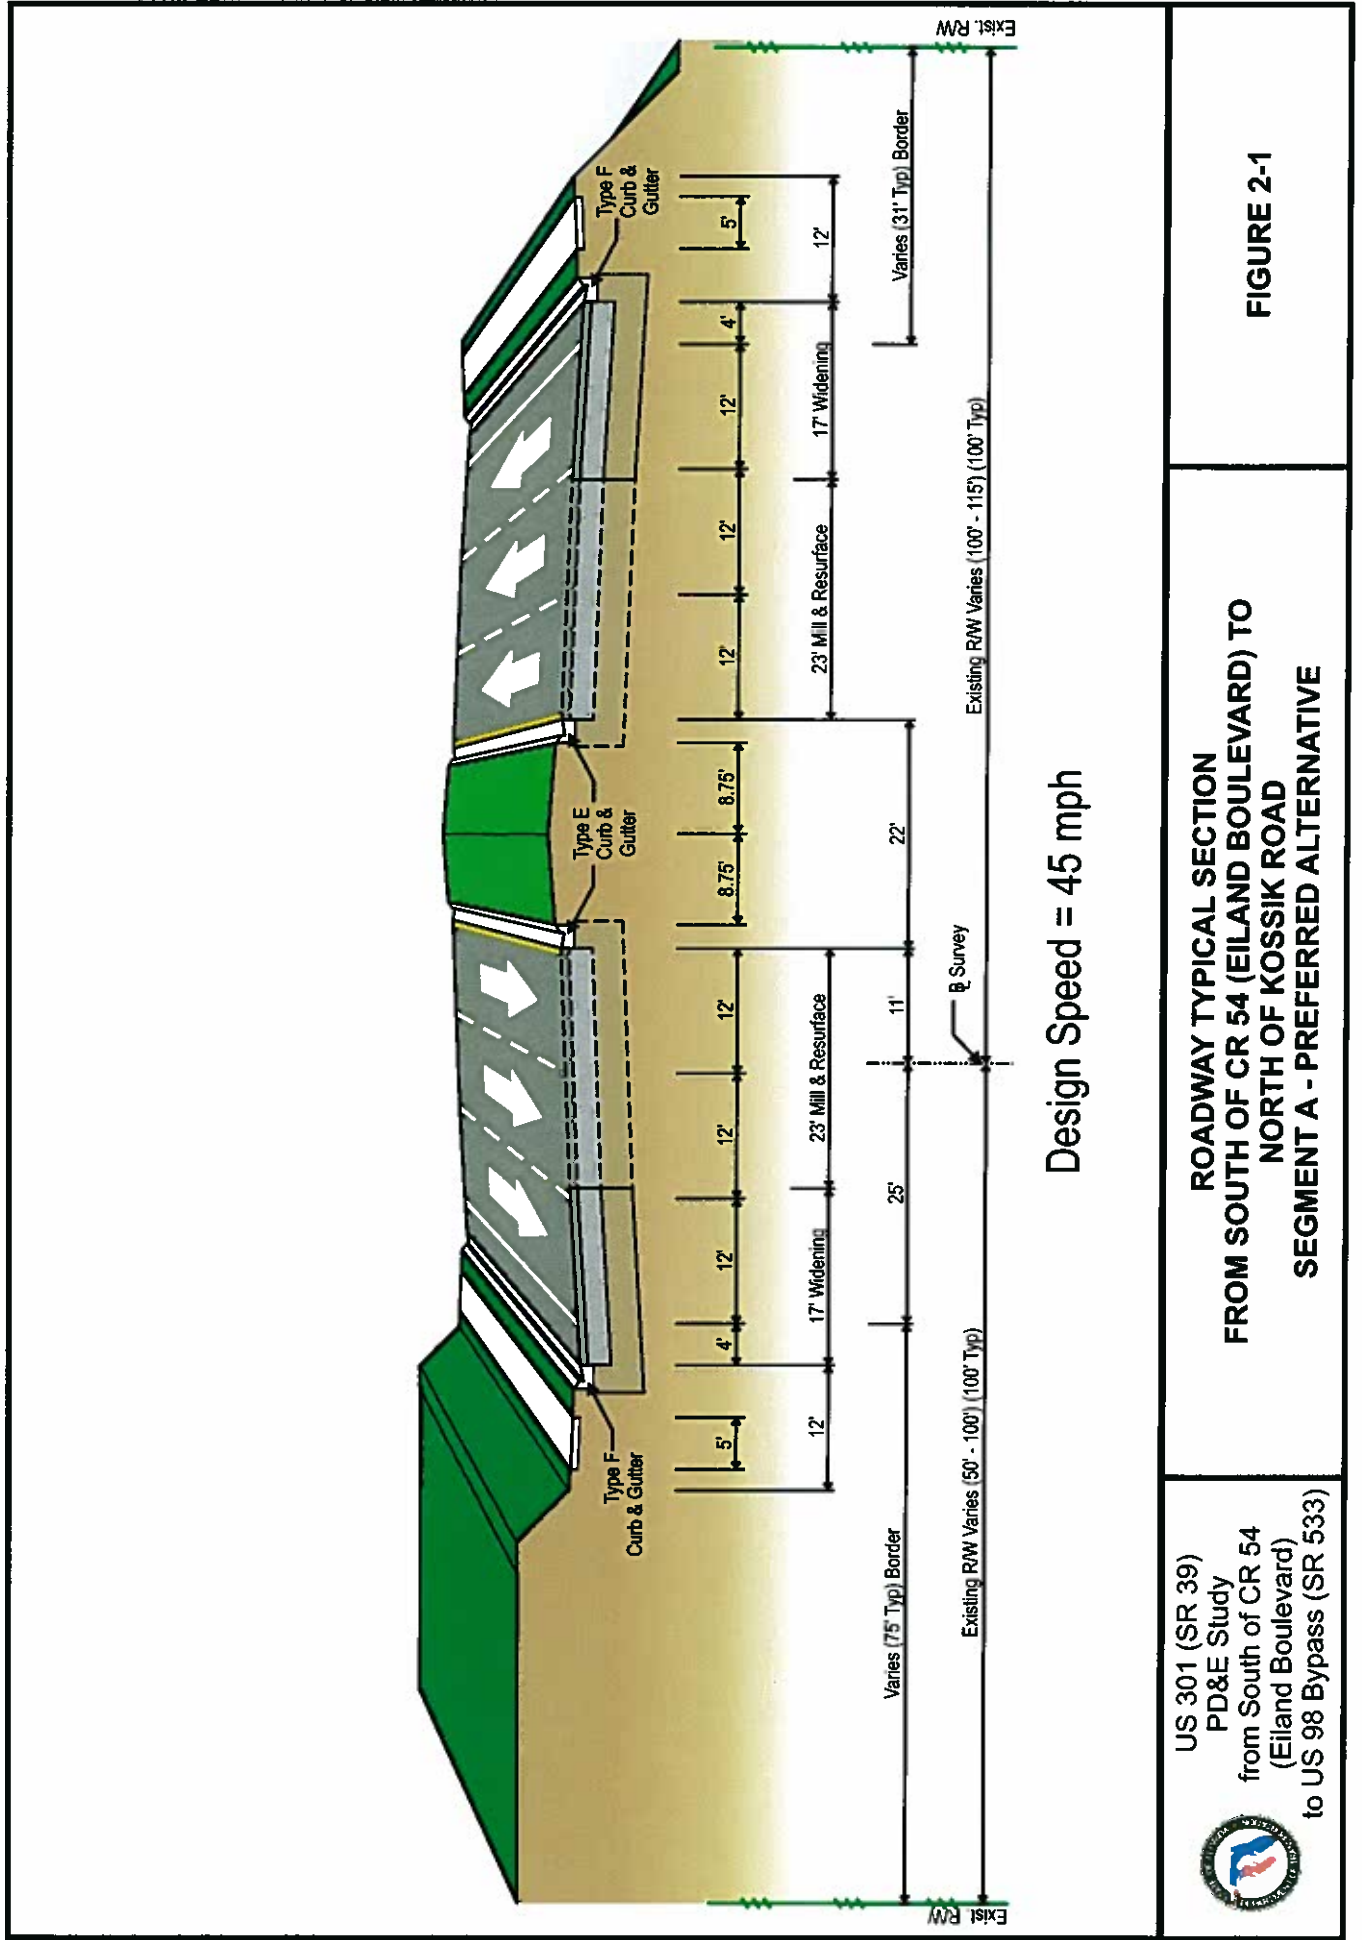 Exist. R/W
Exist. R/W
Type F
Curb & Gutter
Type E
Curb &
Gutter
Type F
Curb &
Gutter
5'
4'
12'
12'
12'
8.75'
8.75'
12'
12'
12'
4'
5'
12'
17' Widening
23' Mill & Resurface
23' Mill & Resurface
17' Widening
12'
Varies (75' Typ) Border
25'
11'
22'
Varies (31' Typ) Border
℄ Survey
Existing R/W Varies (50' - 100') (100' Typ)
Existing R/W Varies (100' - 115') (100' Typ)
Design Speed = 45 mph
US 301 (SR 39)
PD&E Study
from South of CR 54
(Eiland Boulevard)
to US 98 Bypass (SR 533)
ROADWAY TYPICAL SECTION
FROM SOUTH OF CR 54 (EILAND BOULEVARD) TO
NORTH OF KOSSIK ROAD
SEGMENT A - PREFERRED ALTERNATIVE
FIGURE 2-1